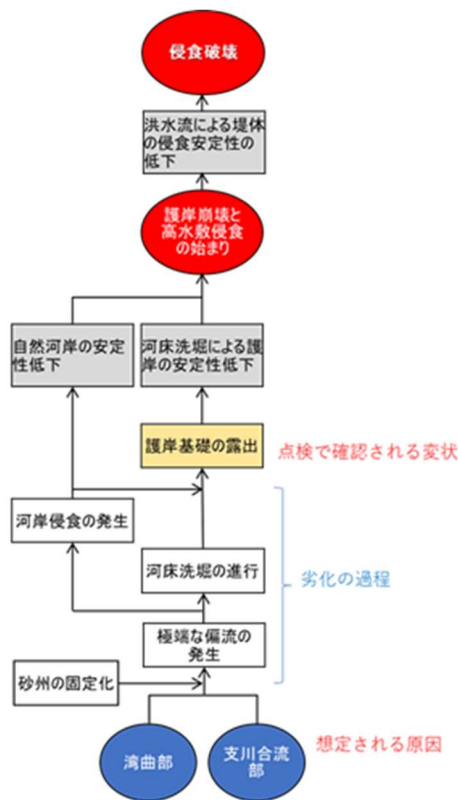 侵食破壊
洪水流による堤体
の侵食安定性の
低下
護岸崩壊と
高水敷侵食
の始まり
自然河岸の安定
性低下
河床洗堀による護
岸の安定性低下
護岸基礎の露出
点検で確認される変状
河岸侵食の発生
河床洗堀の進行
劣化の過程
極端な偏流の
発生
砂州の固定化
湾曲部
支川合流
部
想定される原因